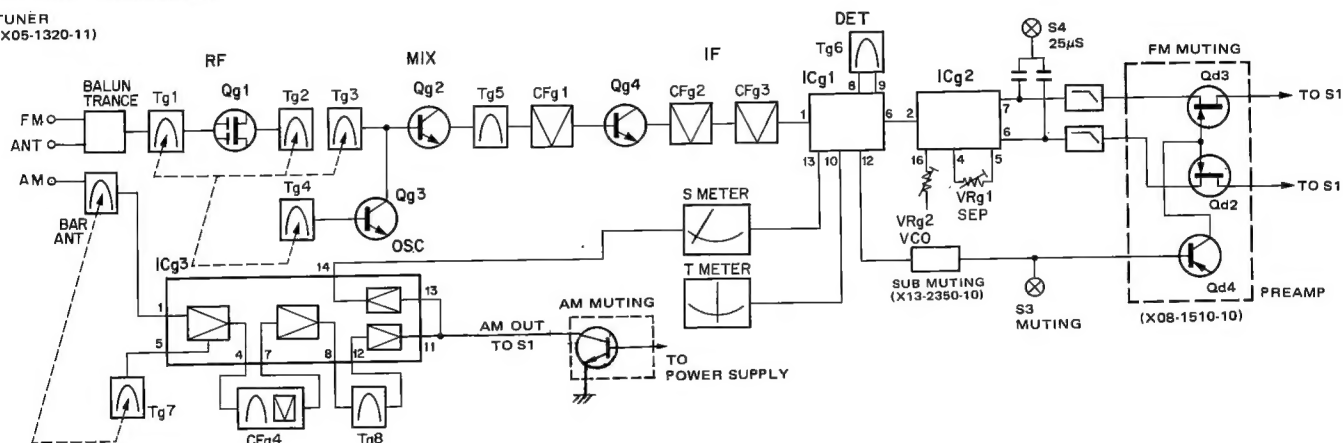 TUNER
(X05-1320-11)
RF
MIX
IF
DET
S4
25µS
FM MUTING
BALUN
TRANCE
Tg1
Qg1
Tg2
Tg3
Qg2
Tg5
CFg1
Qg4
CFg2
CFg3
ICg1
Tg6
8
9
ICg2
Qd3
TO S1
FM
ANT
AM
1
6
2
7
6
13
10
12
16
4
5
Tg4
Qg3
OSC
BAR
ANT
VRg1
SEP
VRg2
VCO
Qd2
TO S1
S METER
T METER
SUB MUTING
(X13-2350-10)
S3
MUTING
Qd4
PREAMP
(X08-1510-10)
ICg3
14
13
1
5
4
7
8
12
11
AM OUT
TO S1
AM MUTING
TO
POWER SUPPLY
Tg7
CFg4
Tg8